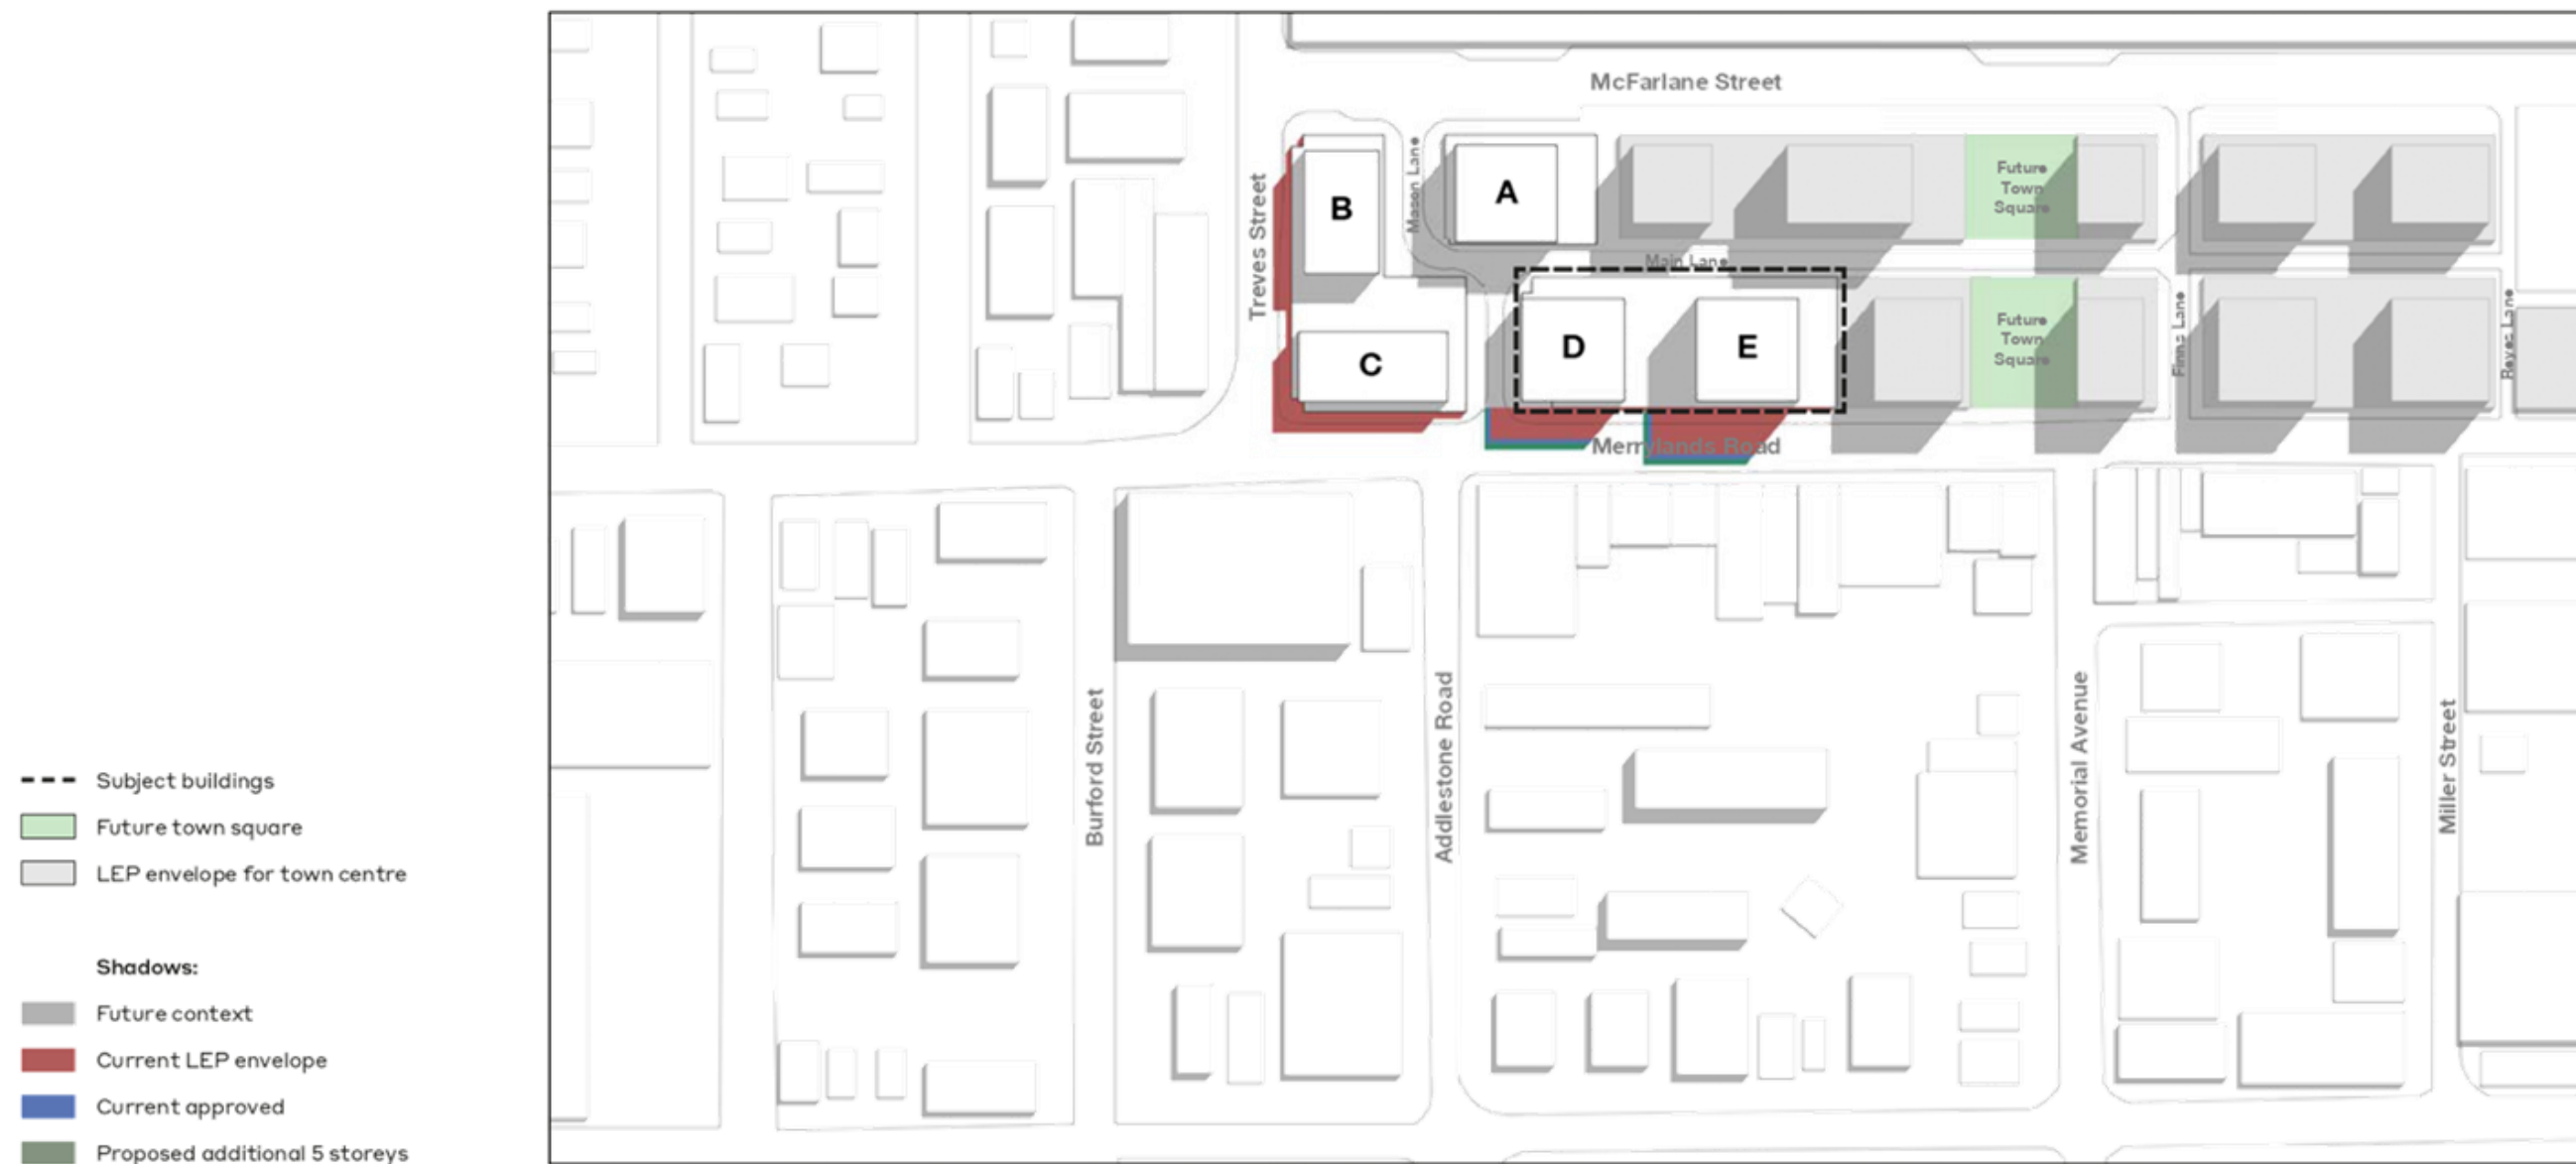 McFarlane Street
Treves Street
Mason Lane
B
A
Future
Town
Square
Main Lane
D
E
C
Future
Town
Square
Finns Lane
Merrylands Road
Burford Street
Addlestone Road
Memorial Avenue
Miller Street
Subject buildings
Future town square
LEP envelope for town centre
Shadows:
Future context
Current LEP envelope
Current approved
Proposed additional 5 storeys